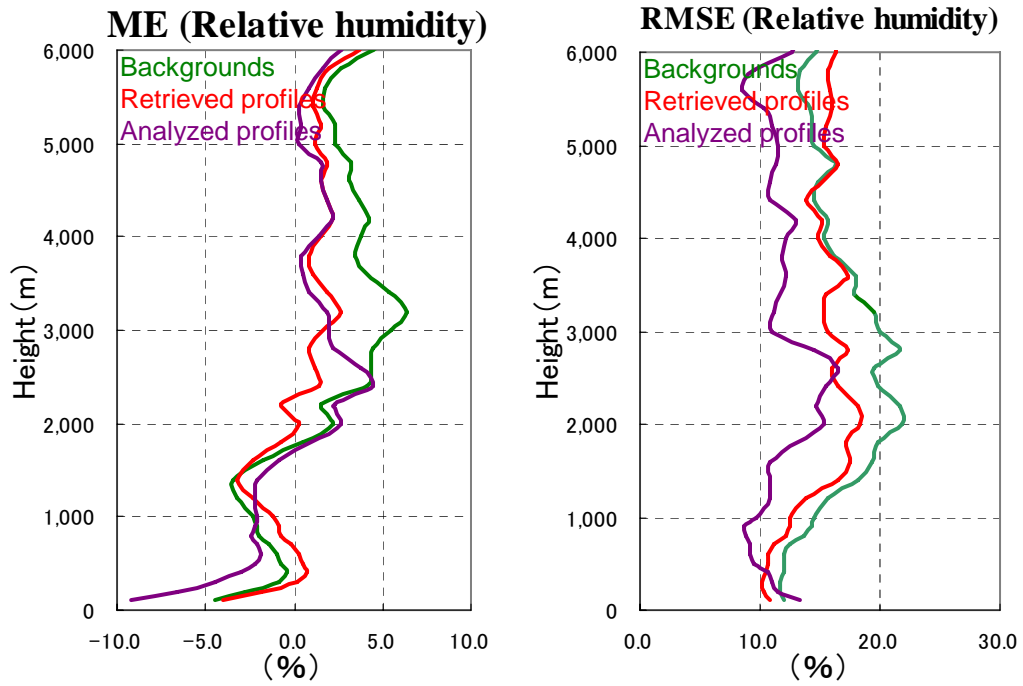 ME (Relative humidity)
6,000
5,000
4,000
3,000
2,000
1,000
0
Height(m)
Backgrounds
Retrieved profiles
Analyzed profiles
−10.0 −5.0 0.0 5.0 10.0
(%)
RMSE (Relative humidity)
6,000
5,000
4,000
3,000
2,000
1,000
0
Height(m)
Backgrounds
Retrieved profiles
Analyzed profiles
0.0 10.0 20.0 30.0
(%)